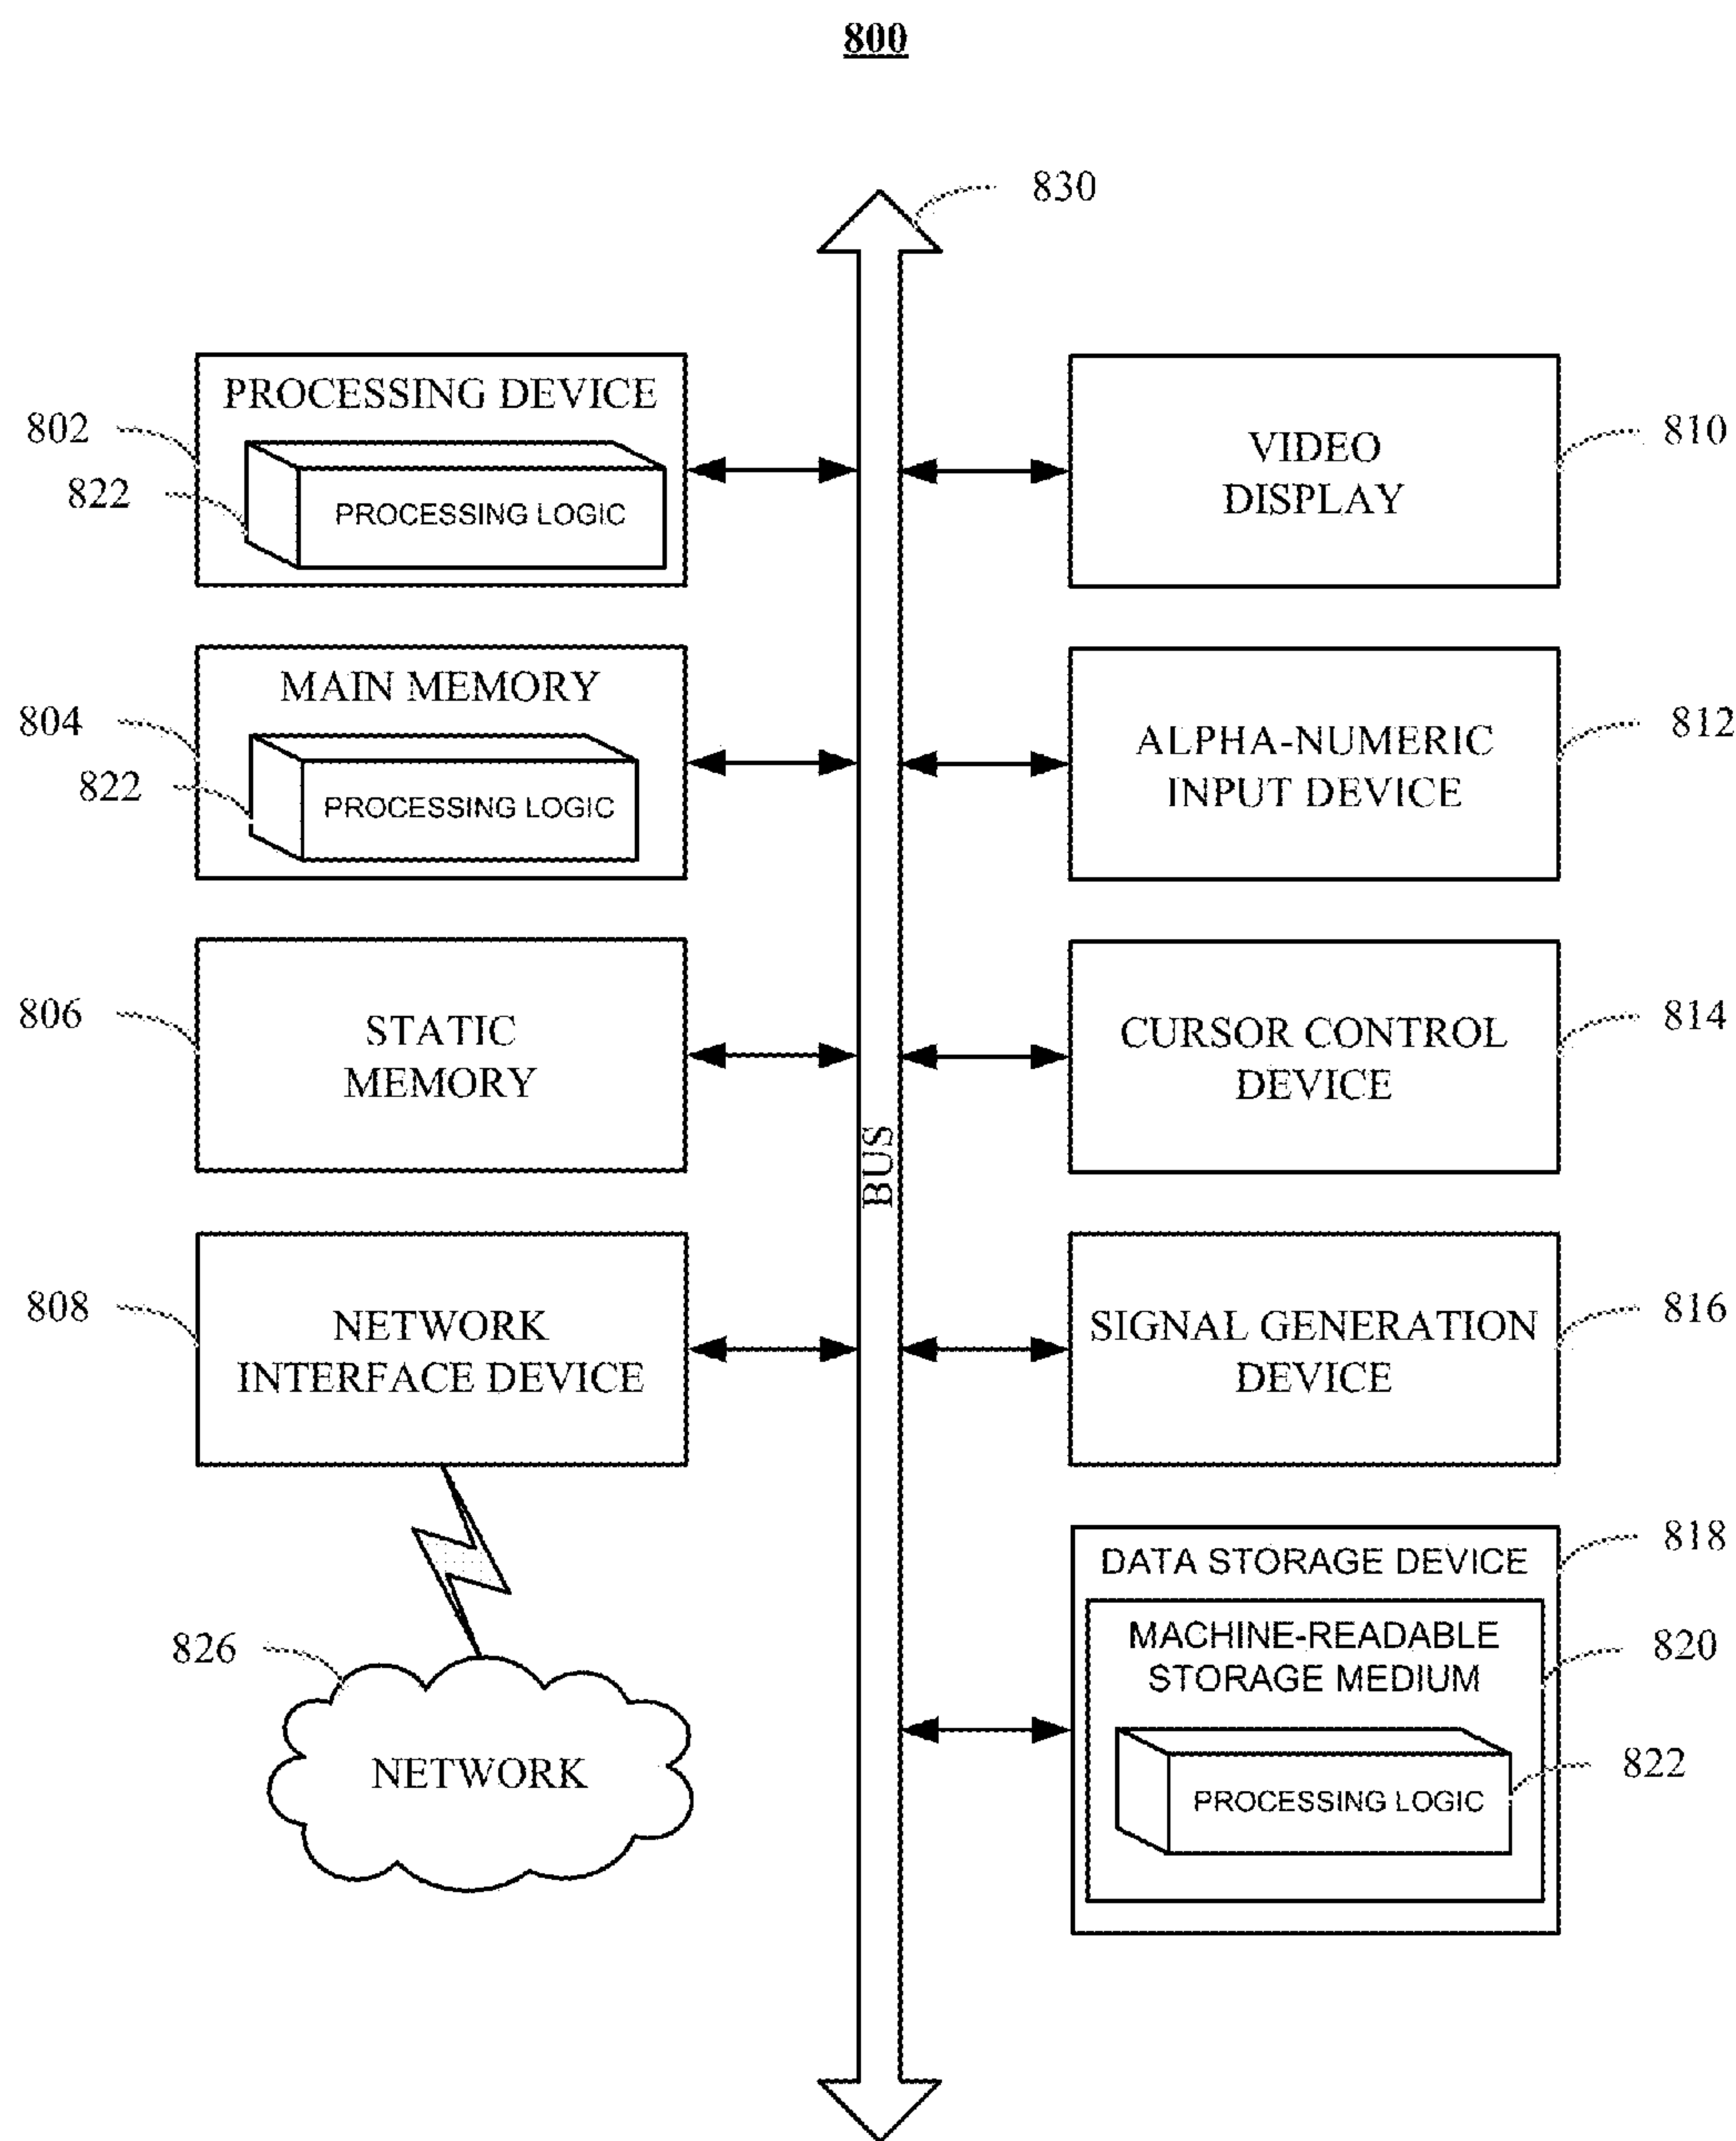 800
830
PROCESSING DEVICE
802
822
PROCESSING LOGIC
VIDEO
DISPLAY
810
MAIN MEMORY
804
822
PROCESSING LOGIC
ALPHA-NUMERIC
INPUT DEVICE
812
806
STATIC
MEMORY
CURSOR CONTROL
DEVICE
814
BUS
808
NETWORK
INTERFACE DEVICE
SIGNAL GENERATION
DEVICE
816
826
NETWORK
DATA STORAGE DEVICE
818
MACHINE-READABLE
STORAGE MEDIUM
820
PROCESSING LOGIC
822